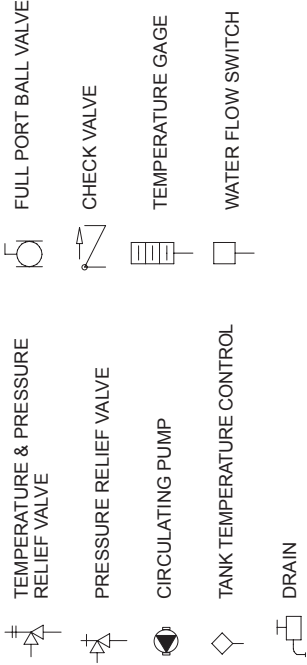 TEMPERATURE & PRESSURE
RELIEF VALVE
PRESSURE RELIEF VALVE
CIRCULATING PUMP
TANK TEMPERATURE CONTROL
DRAIN
FULL PORT BALL VALVE
CHECK VALVE
TEMPERATURE GAGE
WATER FLOW SWITCH